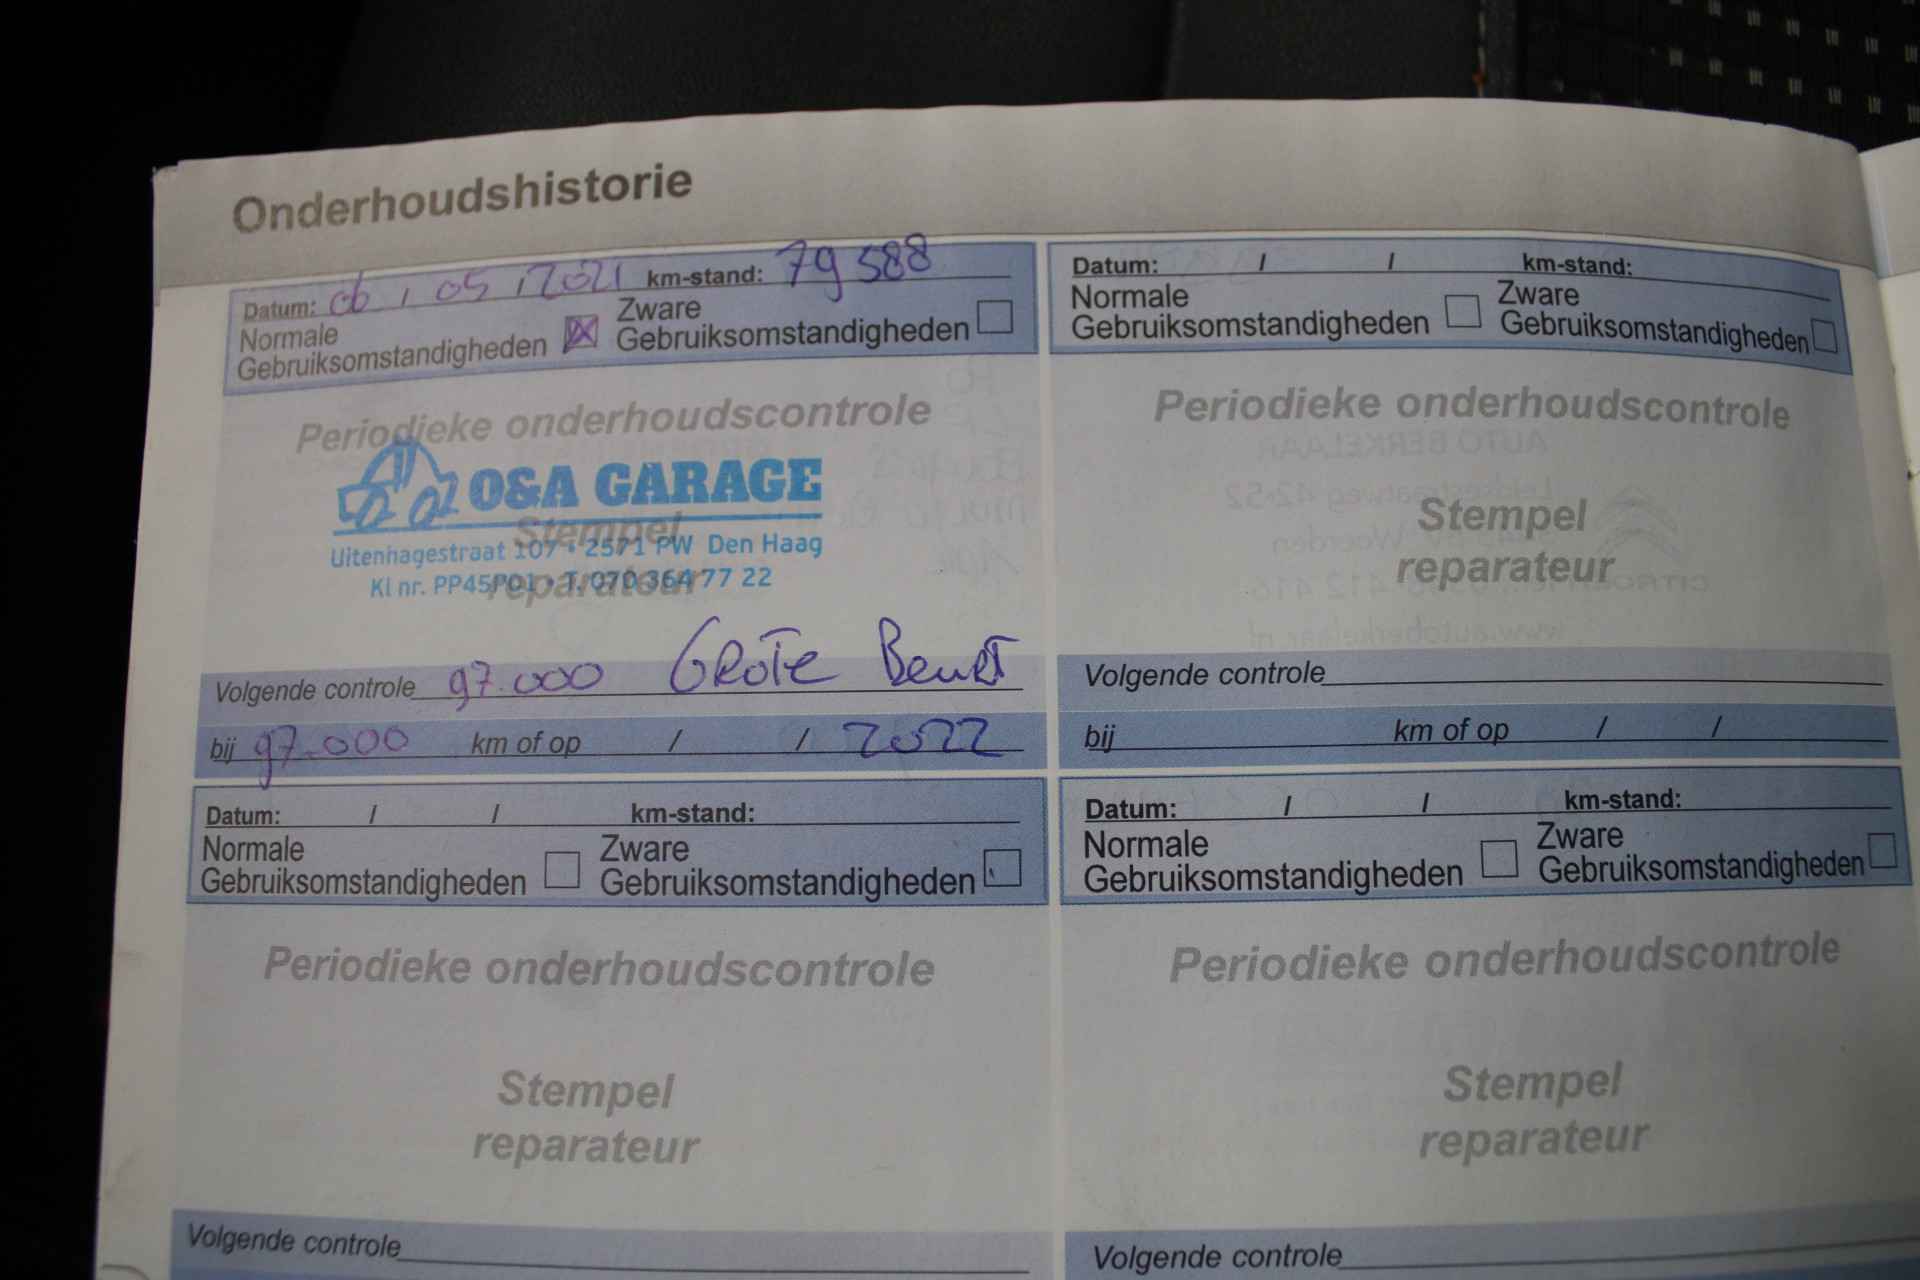 Onderhoudshistorie
Datum: 06 / 05 / 2021 km-stand: 79 588
Normale Gebruiksomstandigheden
Zware Gebruiksomstandigheden
Periodieke onderhoudscontrole
O&A GARAGE
Stempel
Uitenhagestraat 107 • 2571 PW Den Haag
KI nr. PP45P01 • T. 070 364 77 22
reparateur
Volgende controle 97.000 GROTE Beurt
bij 97.000 km of op / / 2022
Datum: / / km-stand:
Normale Gebruiksomstandigheden
Zware Gebruiksomstandigheden
Periodieke onderhoudscontrole
Stempel
reparateur
Volgende controle
bij km of op / /
Datum: / / km-stand:
Normale Gebruiksomstandigheden
Zware Gebruiksomstandigheden
Periodieke onderhoudscontrole
Stempel
reparateur
Volgende controle
Datum: / / km-stand:
Normale Gebruiksomstandigheden
Zware Gebruiksomstandigheden
Periodieke onderhoudscontrole
Stempel
reparateur
Volgende controle